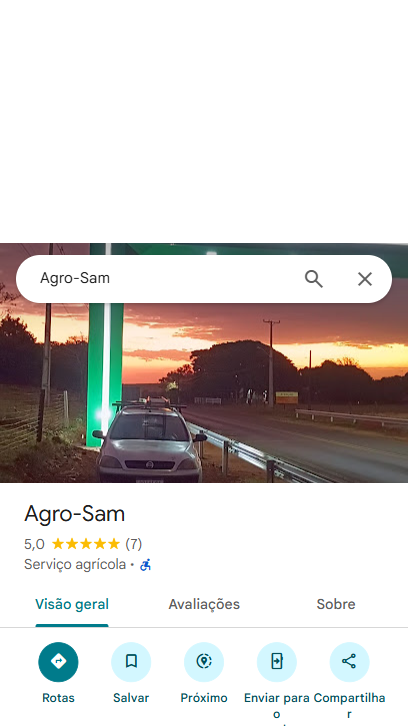 Agro-Sam
Agro-Sam
5,0 (7)
Serviço agrícola ·
Visão geral Avaliações Sobre
Rotas Salvar Próximo Enviar para o Compartilhar